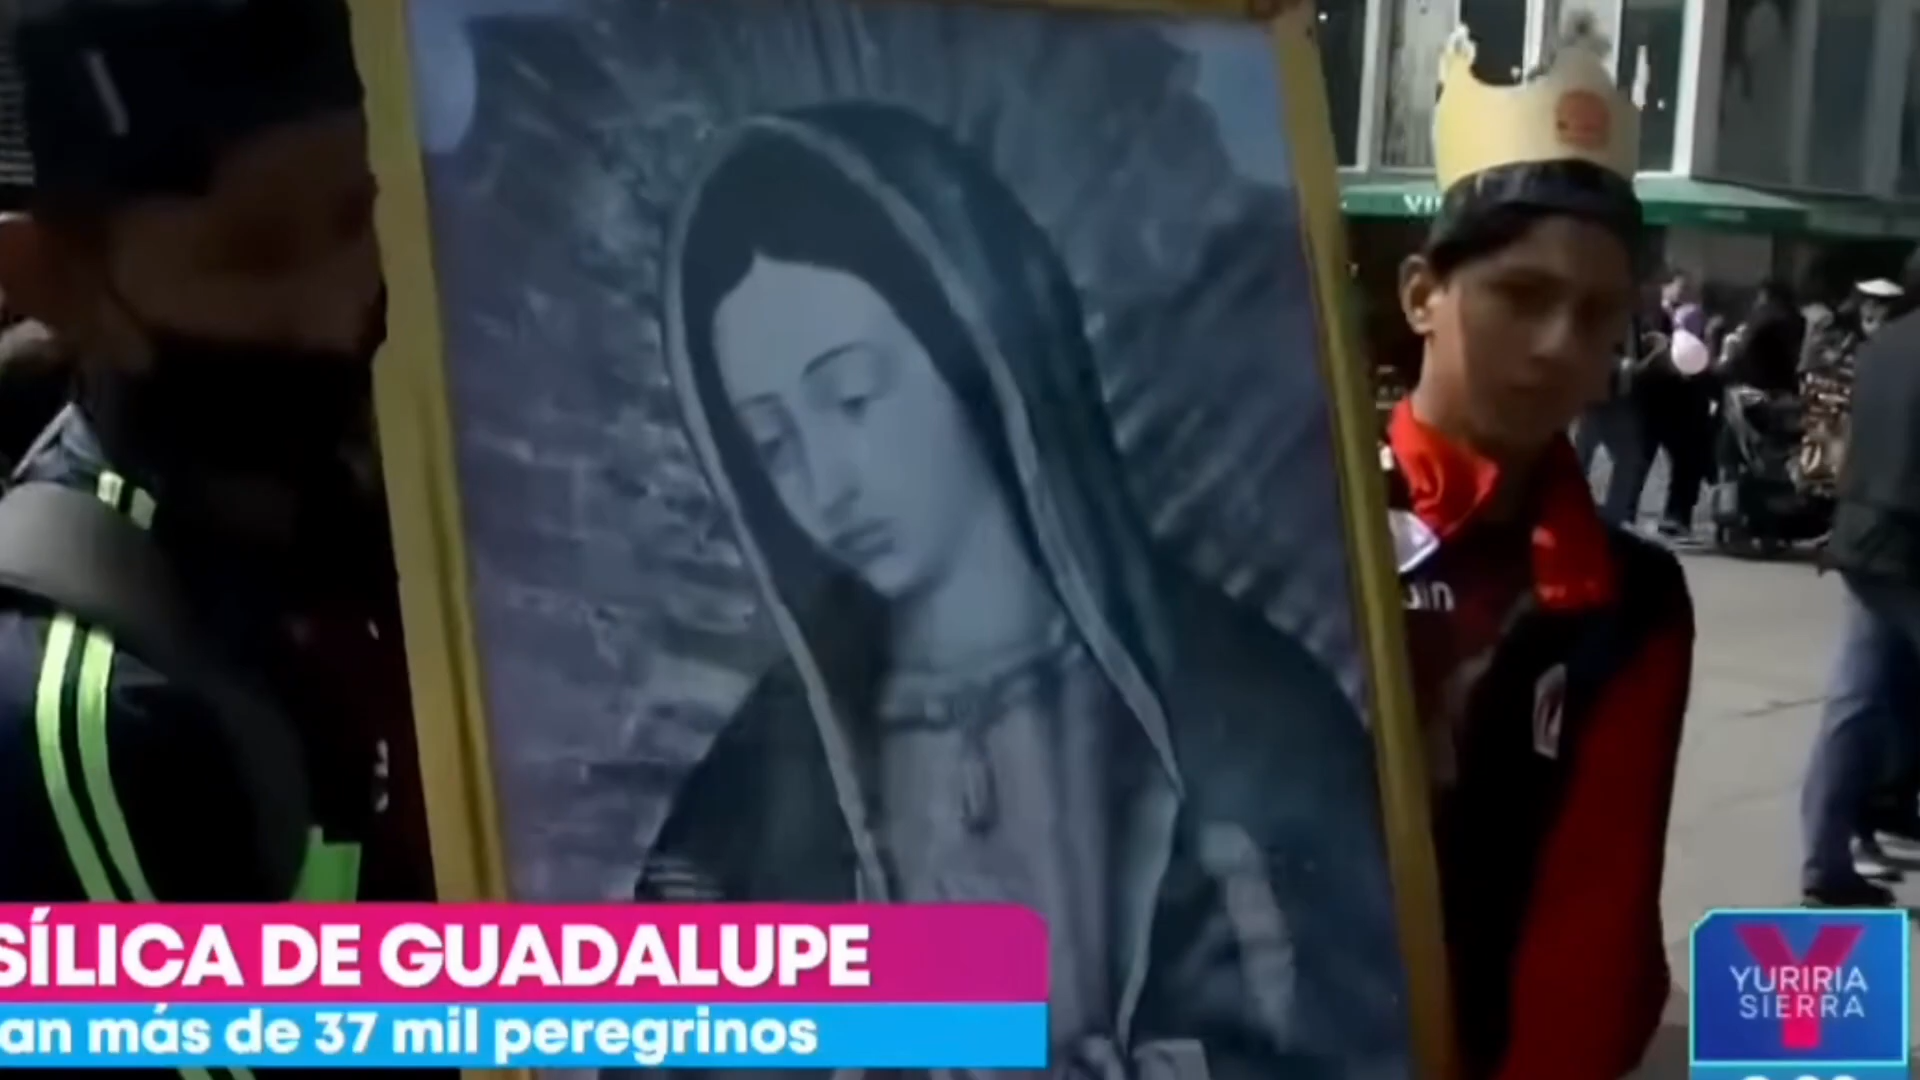 SÍLICA DE GUADALUPE
an más de 37 mil peregrinos
YURIRIA
SIERRA